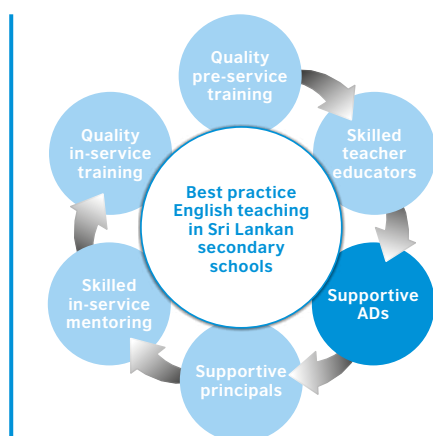 Quality
pre-service
training
Skilled
teacher
educators
Supportive
ADs
Supportive
principals
Skilled
in-service
mentoring
Quality
in-service
training
Best practice
English teaching
in Sri Lankan
secondary
schools